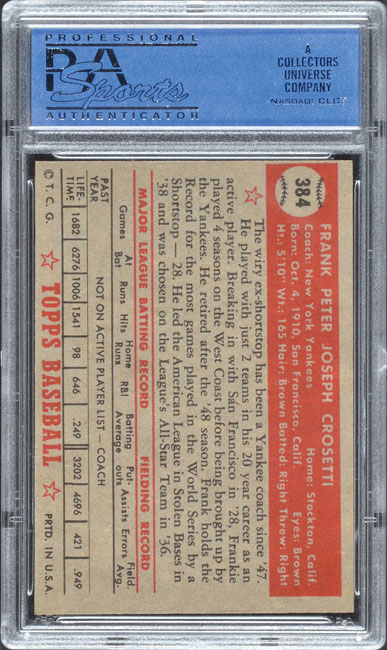 PROFESSIONAL
PSA
Sports
AUTHENTICATOR
A
COLLECTORS
UNIVERSE
COMPANY
NASDAQ: CLCT
384
FRANK PETER JOSEPH CROSETTI
Coach: New York Yankees Home: Stockton, Calif.
Born: Oct. 4, 1910, San Francisco, Calif. Eyes: Brown
Ht.: 5'10" Wt.: 165 Hair: Brown Batted: Right Threw: Right
The wiry ex-shortstop has been a Yankee coach since '47.
He played with just 2 teams in his 20 year career as an
active player. Breaking in with San Francisco in '28, Frankie
played 4 seasons on the West Coast before being brought up by
the Yankees. He retired after the '48 season. Frank holds the
Record for the most games played in the World Series by a
Shortstop — 28. He led the American League in Stolen Bases in
'38 and was chosen on the League's All-Star Team in '36.
MAJOR LEAGUE BATTING RECORD FIELDING RECORD
Games At Bat Runs Hits Home Runs RBI Batting Average Put-outs Assists Errors Field. Avg.
PAST YEAR NOT ON ACTIVE PLAYER LIST — COACH
LIFE-TIME 1682 6276 1006 1541 98 646 .249 3202 4696 421 .949
© T. C. G. TOPPS BASEBALL PRTD. IN U.S.A.